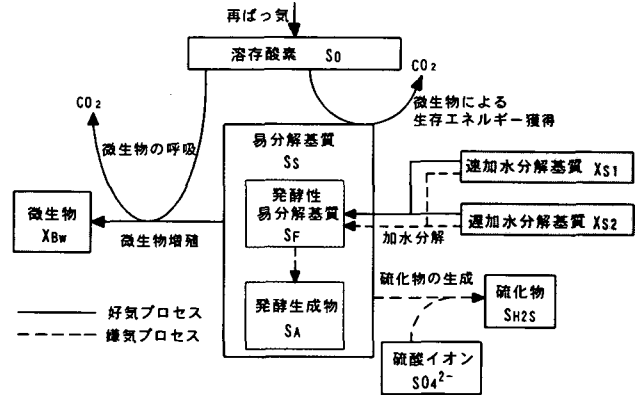 再ばっ気
溶存酸素 SO
CO2
CO2
微生物による
生存エネルギー獲得
微生物の呼吸
易分解基質
SS
速加水分解基質 XS1
発酵性
易分解基質
SF
遅加水分解基質 XS2
微生物
XBw
微生物増殖
加水分解
硫化物の生成
発酵生成物
SA
硫化物
SH2S
好気プロセス
嫌気プロセス
硫酸イオン
SO4 2-